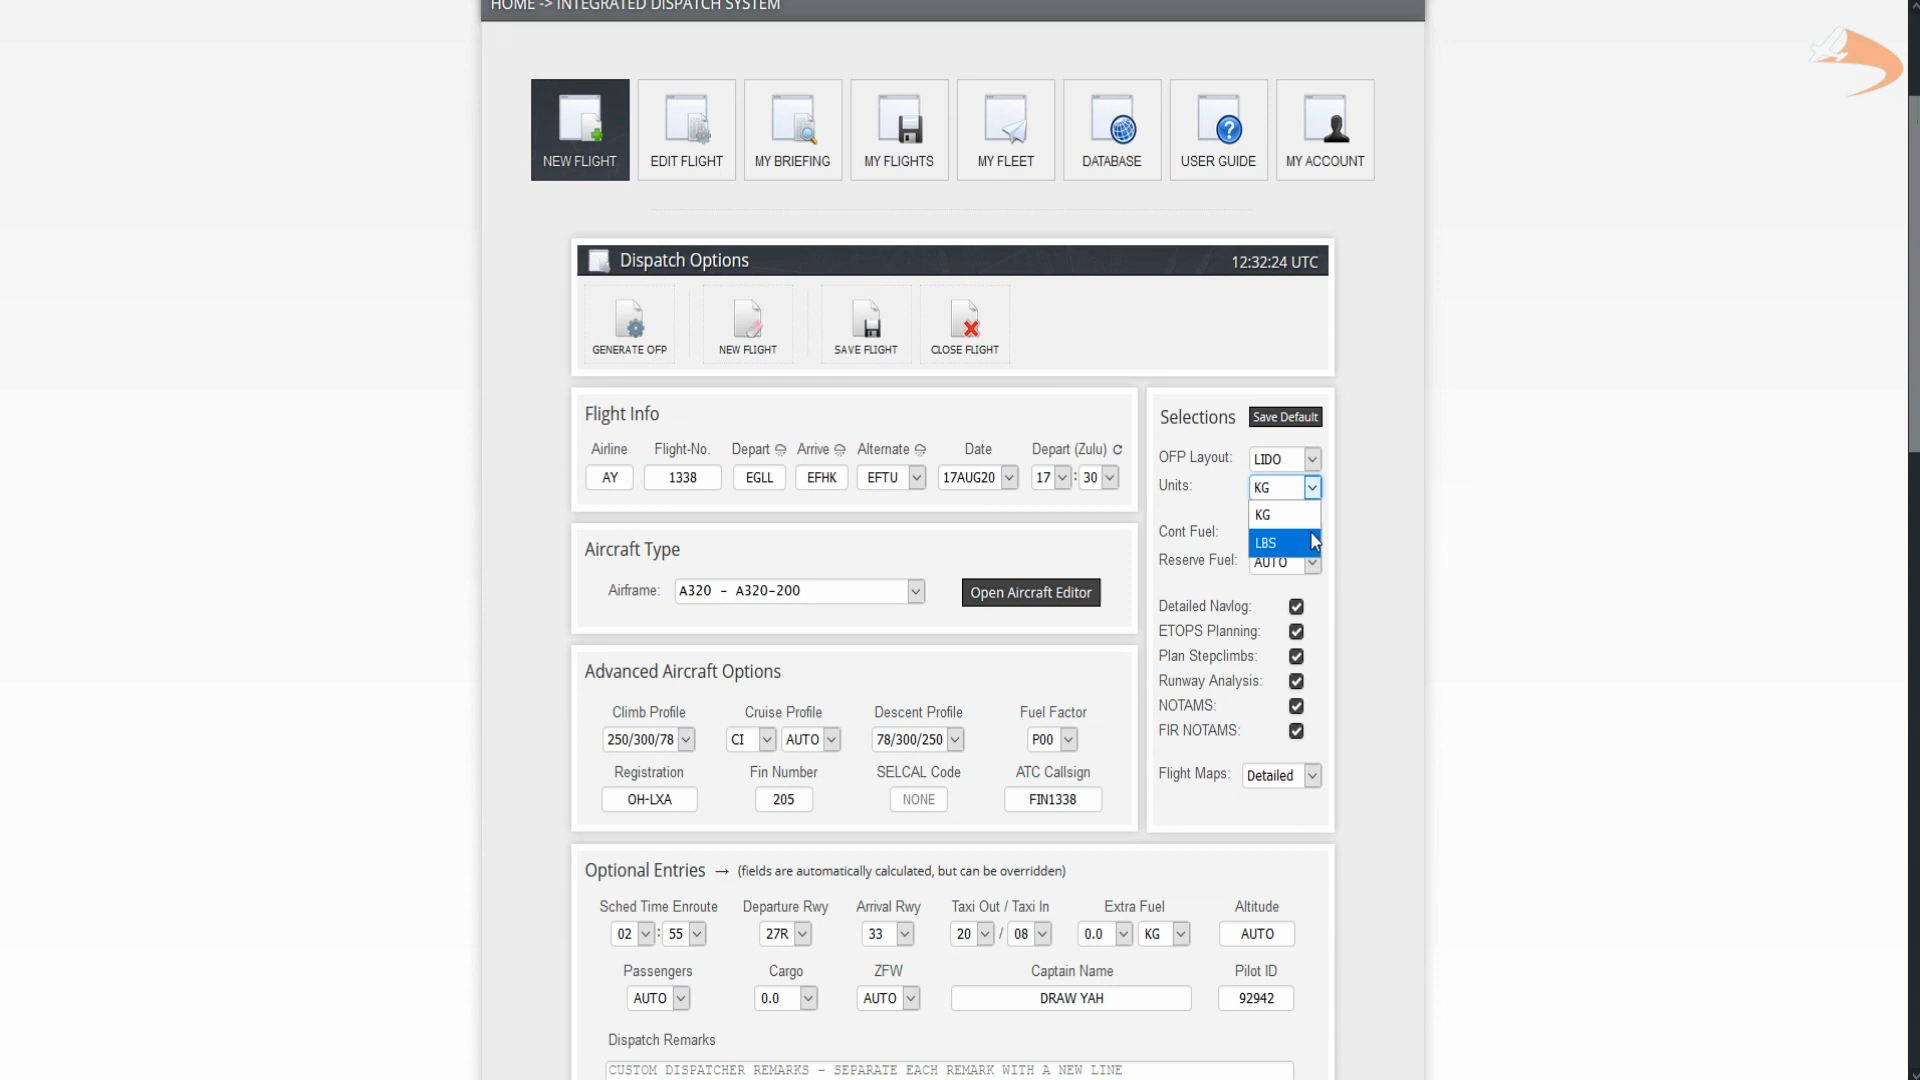 HOME -> INTEGRATED DISPATCH SYSTEM
NEW FLIGHT EDIT FLIGHT MY BRIEFING MY FLIGHTS MY FLEET DATABASE USER GUIDE MY ACCOUNT
Dispatch Options 12:32:24 UTC
GENERATE OFP NEW FLIGHT SAVE FLIGHT CLOSE FLIGHT
Flight Info
Airline Flight-No. Depart Arrive Alternate Date Depart (Zulu)
AY 1338 EGLL EFHK EFTU 17AUG20 17 : 30
Aircraft Type
Airframe: A320 - A320-200 Open Aircraft Editor
Advanced Aircraft Options
Climb Profile Cruise Profile Descent Profile Fuel Factor
250/300/78 CI AUTO 78/300/250 P00
Registration Fin Number SELCAL Code ATC Callsign
OH-LXA 205 NONE FIN1338
Selections Save Default
OFP Layout: LIDO
Units: KG
KG
Cont Fuel:
LBS
Reserve Fuel: AUTO
Detailed Navlog:
ETOPS Planning:
Plan Stepclimbs:
Runway Analysis:
NOTAMS:
FIR NOTAMS:
Flight Maps: Detailed
Optional Entries → (fields are automatically calculated, but can be overridden)
Sched Time Enroute Departure Rwy Arrival Rwy Taxi Out / Taxi In Extra Fuel Altitude
02 : 55 27R 33 20 / 08 0.0 KG AUTO
Passengers Cargo ZFW Captain Name Pilot ID
AUTO 0.0 AUTO DRAW YAH 92942
Dispatch Remarks
CUSTOM DISPATCHER REMARKS - SEPARATE EACH REMARK WITH A NEW LINE